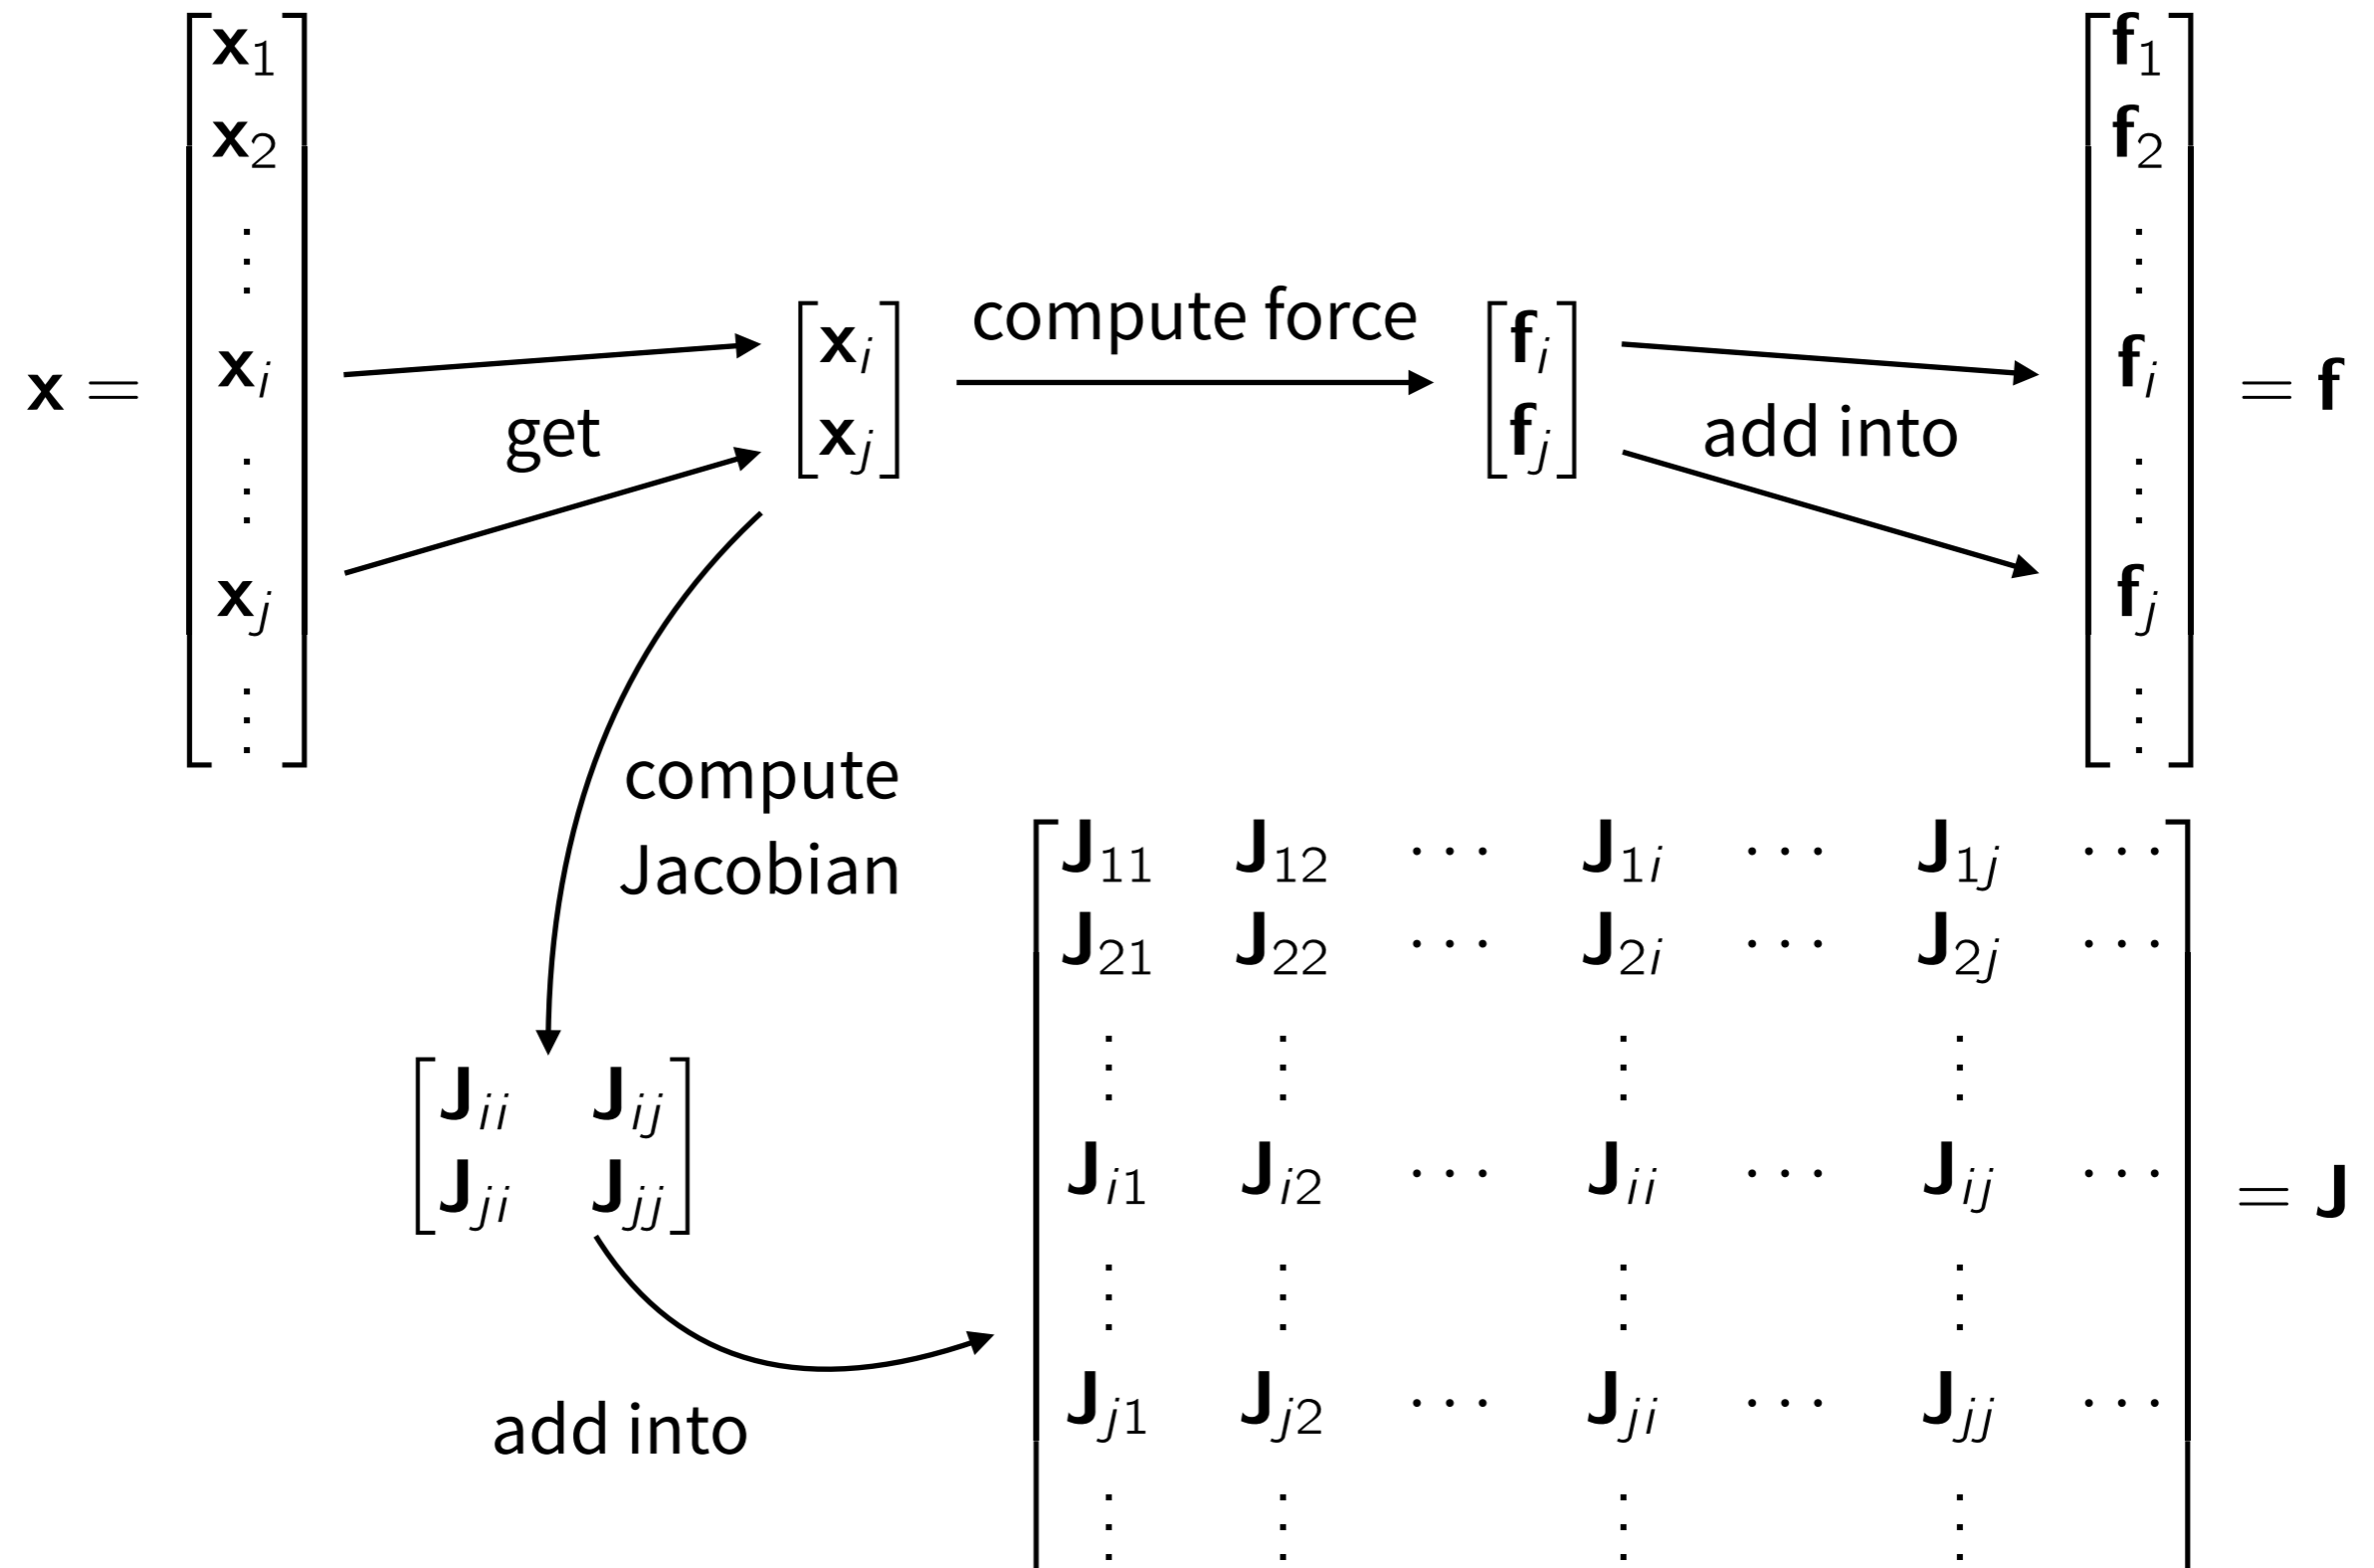 x = [x₁ x₂ ⋮ xᵢ ⋮ xⱼ ⋮]
get
[xᵢ xⱼ]
compute force
[fᵢ fⱼ]
add into
[f₁ f₂ ⋮ fᵢ ⋮ fⱼ ⋮] = f
compute
Jacobian
Jᵢᵢ Jᵢⱼ
Jⱼᵢ Jⱼⱼ
add into
J₁₁ J₁₂ ⋯ J₁ᵢ ⋯ J₁ⱼ ⋯
J₂₁ J₂₂ ⋯ J₂ᵢ ⋯ J₂ⱼ ⋯
⋮ ⋮ ⋮ ⋮
Jᵢ₁ Jᵢ₂ ⋯ Jᵢᵢ ⋯ Jᵢⱼ ⋯ = J
⋮ ⋮ ⋮ ⋮
Jⱼ₁ Jⱼ₂ ⋯ Jⱼᵢ ⋯ Jⱼⱼ ⋯
⋮ ⋮ ⋮ ⋮